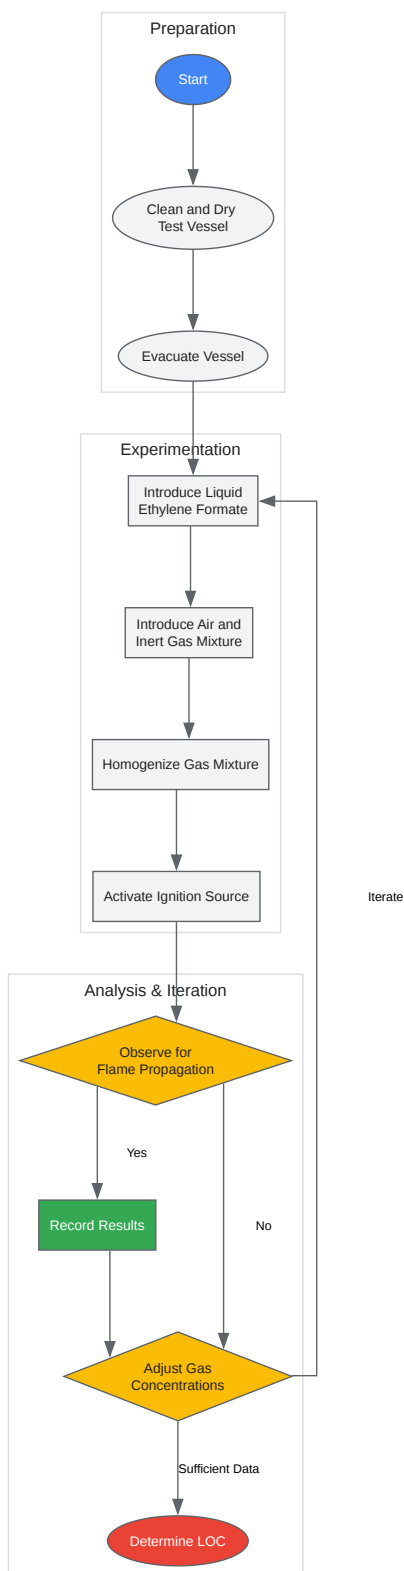 Preparation
Start
Clean and Dry
Test Vessel
Evacuate Vessel
Experimentation
Introduce Liquid
Ethylene Formate
Introduce Air and
Inert Gas Mixture
Homogenize Gas Mixture
Activate Ignition Source
Iterate
Analysis & Iteration
Observe for
Flame Propagation
Yes
Record Results
No
Adjust Gas
Concentrations
Sufficient Data
Determine LOC